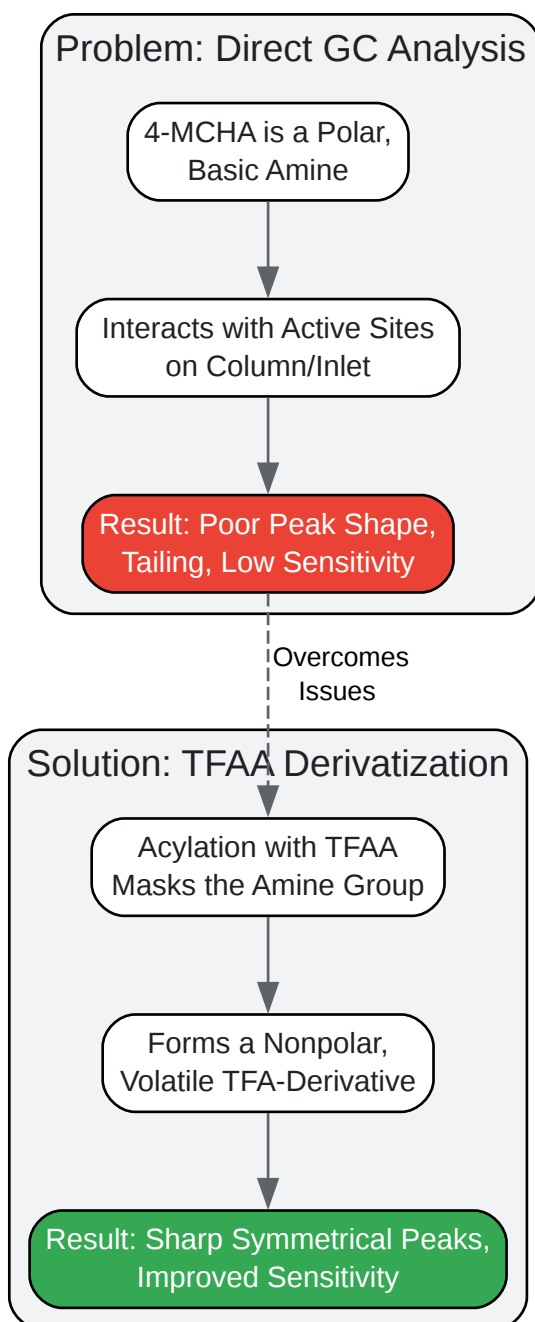 Problem: Direct GC Analysis
4-MCHA is a Polar,
Basic Amine
Interacts with Active Sites
on Column/Inlet
Result: Poor Peak Shape,
Tailing, Low Sensitivity
Overcomes
Issues
Solution: TFAA Derivatization
Acylation with TFAA
Masks the Amine Group
Forms a Nonpolar,
Volatile TFA-Derivative
Result: Sharp Symmetrical Peaks,
Improved Sensitivity